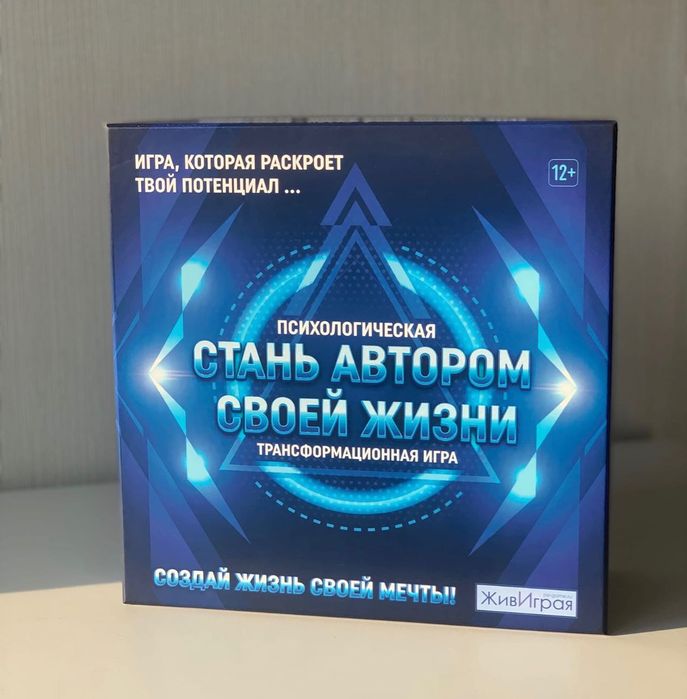 ИГРА, КОТОРАЯ РАСКРОЕТ
ТВОЙ ПОТЕНЦИАЛ ...
12+
ПСИХОЛОГИЧЕСКАЯ
СТАНЬ АВТОРОМ
СВОЕЙ ЖИЗНИ
ТРАНСФОРМАЦИОННАЯ ИГРА
СОЗДАЙ ЖИЗНЬ СВОЕЙ МЕЧТЫ!
ЖивИграя